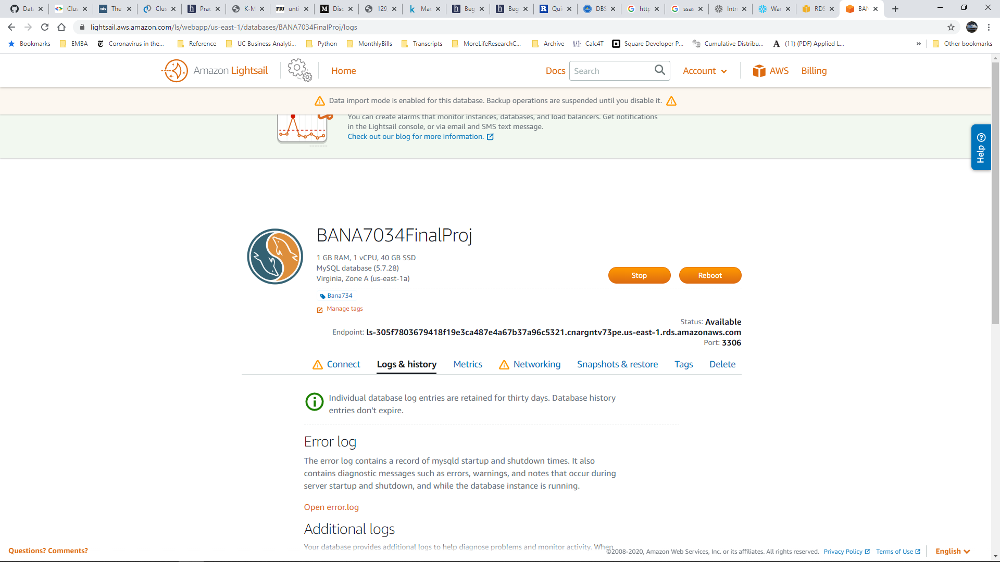 Data
Clus
tds
The
Clus
h
Prac
K-M
FIU
unti
M
Disc
129
k
Mac
h
Beg
h
Beg
R
Qui
DBS
G
http
G
ssas
Intro
War
RDS
BAN
lightsail.aws.amazon.com/ls/webapp/us-east-1/databases/BANA7034FinalProj/logs
Bookmarks
EMBA
Coronavirus in the...
Reference
UC Business Analyti...
Python
MonthlyBills
Transcripts
MoreLifeResearchC...
Archive
MATH
Calc4T
Square Developer P...
Cumulative Distribu...
A
(11) (PDF) Applied L...
»
Other bookmarks
Amazon Lightsail
Home
Docs
Search
Account
AWS
Billing
Data import mode is enabled for this database. Backup operations are suspended until you disable it.
You can create alarms that monitor instances, databases, and load balancers. Get notifications
in the Lightsail console, or via email and SMS text message.
Check out our blog for more information.
Help
BANA7034FinalProj
1 GB RAM, 1 vCPU, 40 GB SSD
MySQL database (5.7.28)
Virginia, Zone A (us-east-1a)
Stop
Reboot
Bana734
Manage tags
Status: Available
Endpoint: ls-305f7803679418f19e3ca487e4a67b37a96c5321.cnargntv73pe.us-east-1.rds.amazonaws.com
Port: 3306
Connect
Logs & history
Metrics
Networking
Snapshots & restore
Tags
Delete
Individual database log entries are retained for thirty days. Database history
entries don't expire.
Error log
The error log contains a record of mysqld startup and shutdown times. It also
contains diagnostic messages such as errors, warnings, and notes that occur during
server startup and shutdown, and while the database instance is running.
Open error.log
Additional logs
Your database provides additional logs to help diagnose problems and monitor activity. When
Questions? Comments?
©2008-2020, Amazon Web Services, Inc. or its affiliates. All rights reserved.
Privacy Policy
Terms of Use
English